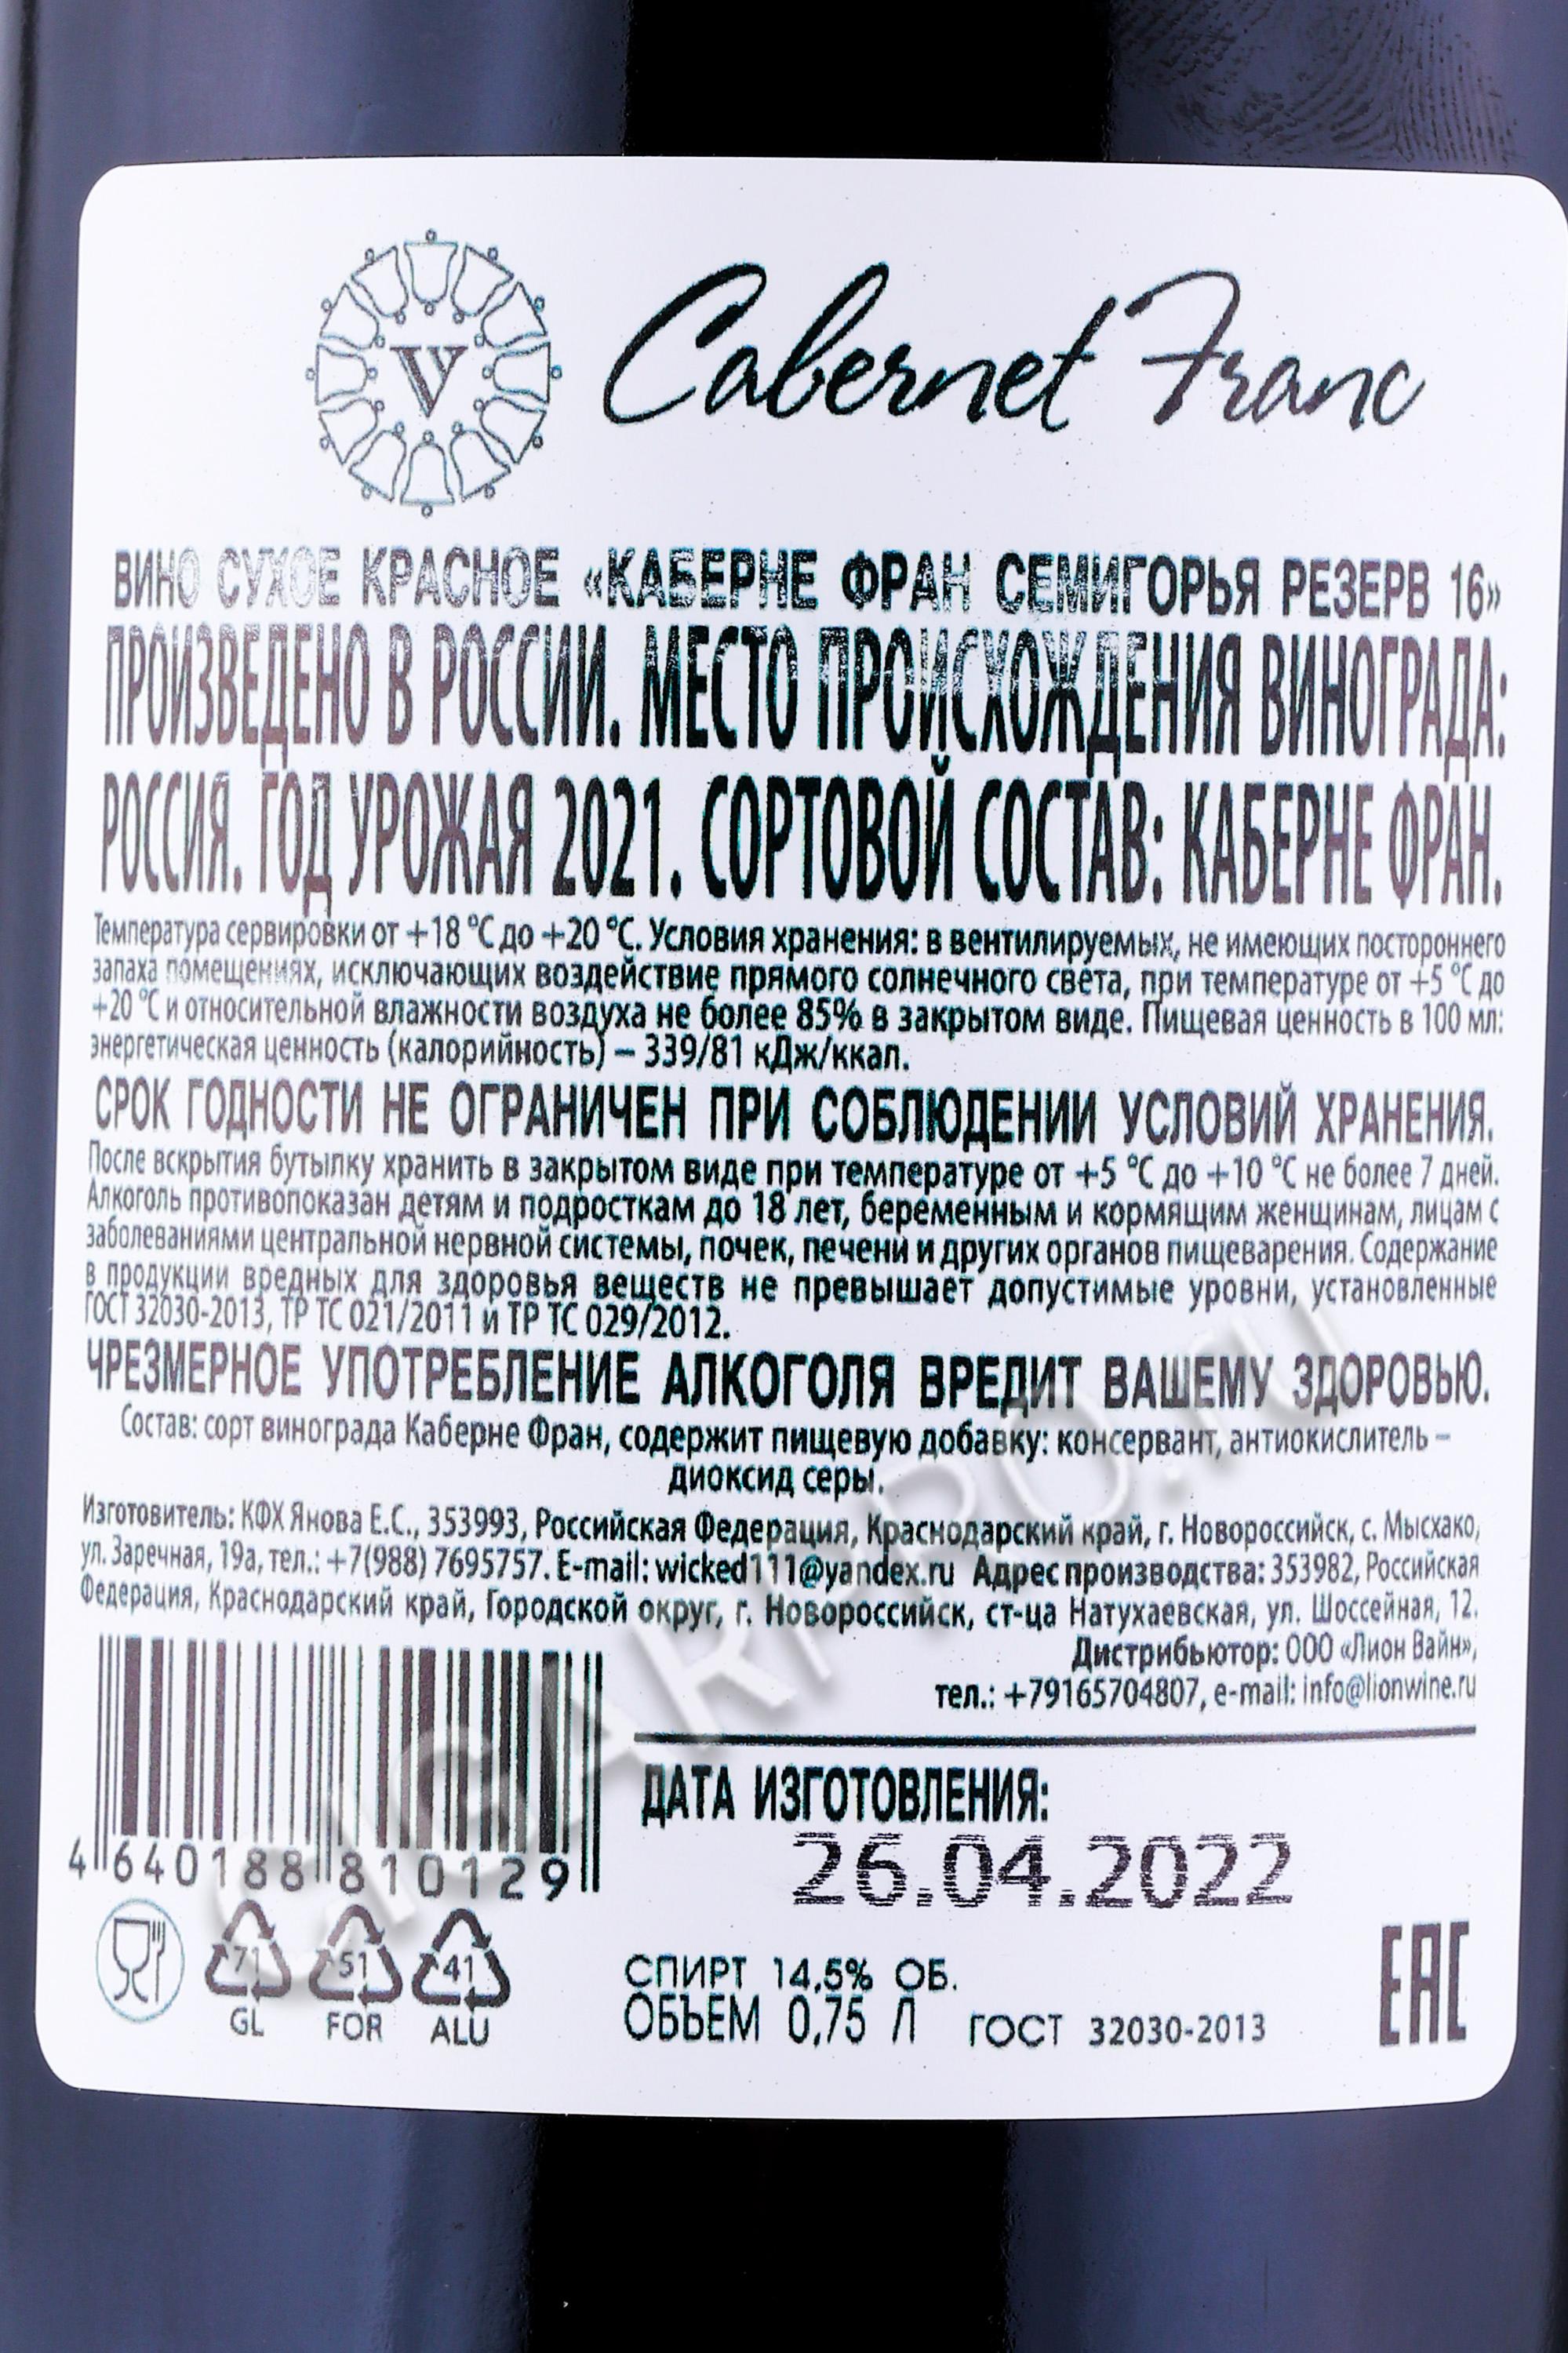 V
Cabernet Franc
ВИНО СУХОЕ КРАСНОЕ «КАБЕРНЕ ФРАН СЕМИГОРЬЯ РЕЗЕРВ 16»
ПРОИЗВЕДЕНО В РОССИИ. МЕСТО ПРОИСХОЖДЕНИЯ ВИНОГРАДА:
РОССИЯ. ГОД УРОЖАЯ 2021. СОРТОВОЙ СОСТАВ: КАБЕРНЕ ФРАН.
Температура сервировки от +18 °С до +20 °С. Условия хранения: в вентилируемых, не имеющих постороннего
запаха помещениях, исключающих воздействие прямого солнечного света, при температуре от +5 °С до
+20 °С и относительной влажности воздуха не более 85% в закрытом виде. Пищевая ценность в 100 мл:
энергетическая ценность (калорийность) – 339/81 кДж/ккал.
СРОК ГОДНОСТИ НЕ ОГРАНИЧЕН ПРИ СОБЛЮДЕНИИ УСЛОВИЙ ХРАНЕНИЯ.
После вскрытия бутылку хранить в закрытом виде при температуре от +5 °С до +10 °С не более 7 дней.
Алкоголь противопоказан детям и подросткам до 18 лет, беременным и кормящим женщинам, лицам с
заболеваниями центральной нервной системы, почек, печени и других органов пищеварения. Содержание
в продукции вредных для здоровья веществ не превышает допустимые уровни, установленные
ГОСТ 32030-2013, ТР ТС 021/2011 и ТР ТС 029/2012.
ЧРЕЗМЕРНОЕ УПОТРЕБЛЕНИЕ АЛКОГОЛЯ ВРЕДИТ ВАШЕМУ ЗДОРОВЬЮ.
Состав: сорт винограда Каберне Фран, содержит пищевую добавку: консервант, антиокислитель –
диоксид серы.
Изготовитель: КФХ Янова Е.С., 353993, Российская Федерация, Краснодарский край, г. Новороссийск, с. Мысхако,
ул. Заречная, 19а, тел.: +7(988) 7695757. E-mail: wicked111@yandex.ru Адрес производства: 353982, Российская
Федерация, Краснодарский край, Городской округ, г. Новороссийск, ст-ца Натухаевская, ул. Шоссейная, 12.
Дистрибьютор: ООО «Лион Вайн»,
тел.: +79165704807, e-mail: info@lionwine.ru
ДАТА ИЗГОТОВЛЕНИЯ:
26.04.2022
4 640188 810129
71 51 41
GL FOR ALU
СПИРТ 14,5% ОБ.
ОБЪЕМ 0,75 Л ГОСТ 32030-2013
EAC
CIGARPRO.ru